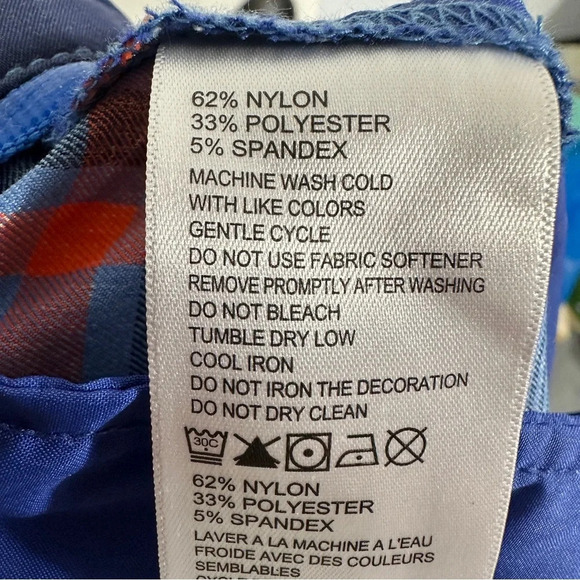 62% NYLON
33% POLYESTER
5% SPANDEX
MACHINE WASH COLD
WITH LIKE COLORS
GENTLE CYCLE
DO NOT USE FABRIC SOFTENER
REMOVE PROMPTLY AFTER WASHING
DO NOT BLEACH
TUMBLE DRY LOW
COOL IRON
DO NOT IRON THE DECORATION
DO NOT DRY CLEAN
30C
62% NYLON
33% POLYESTER
5% SPANDEX
LAVER A LA MACHINE A L'EAU
FROIDE AVEC DES COULEURS
SEMBLABLES